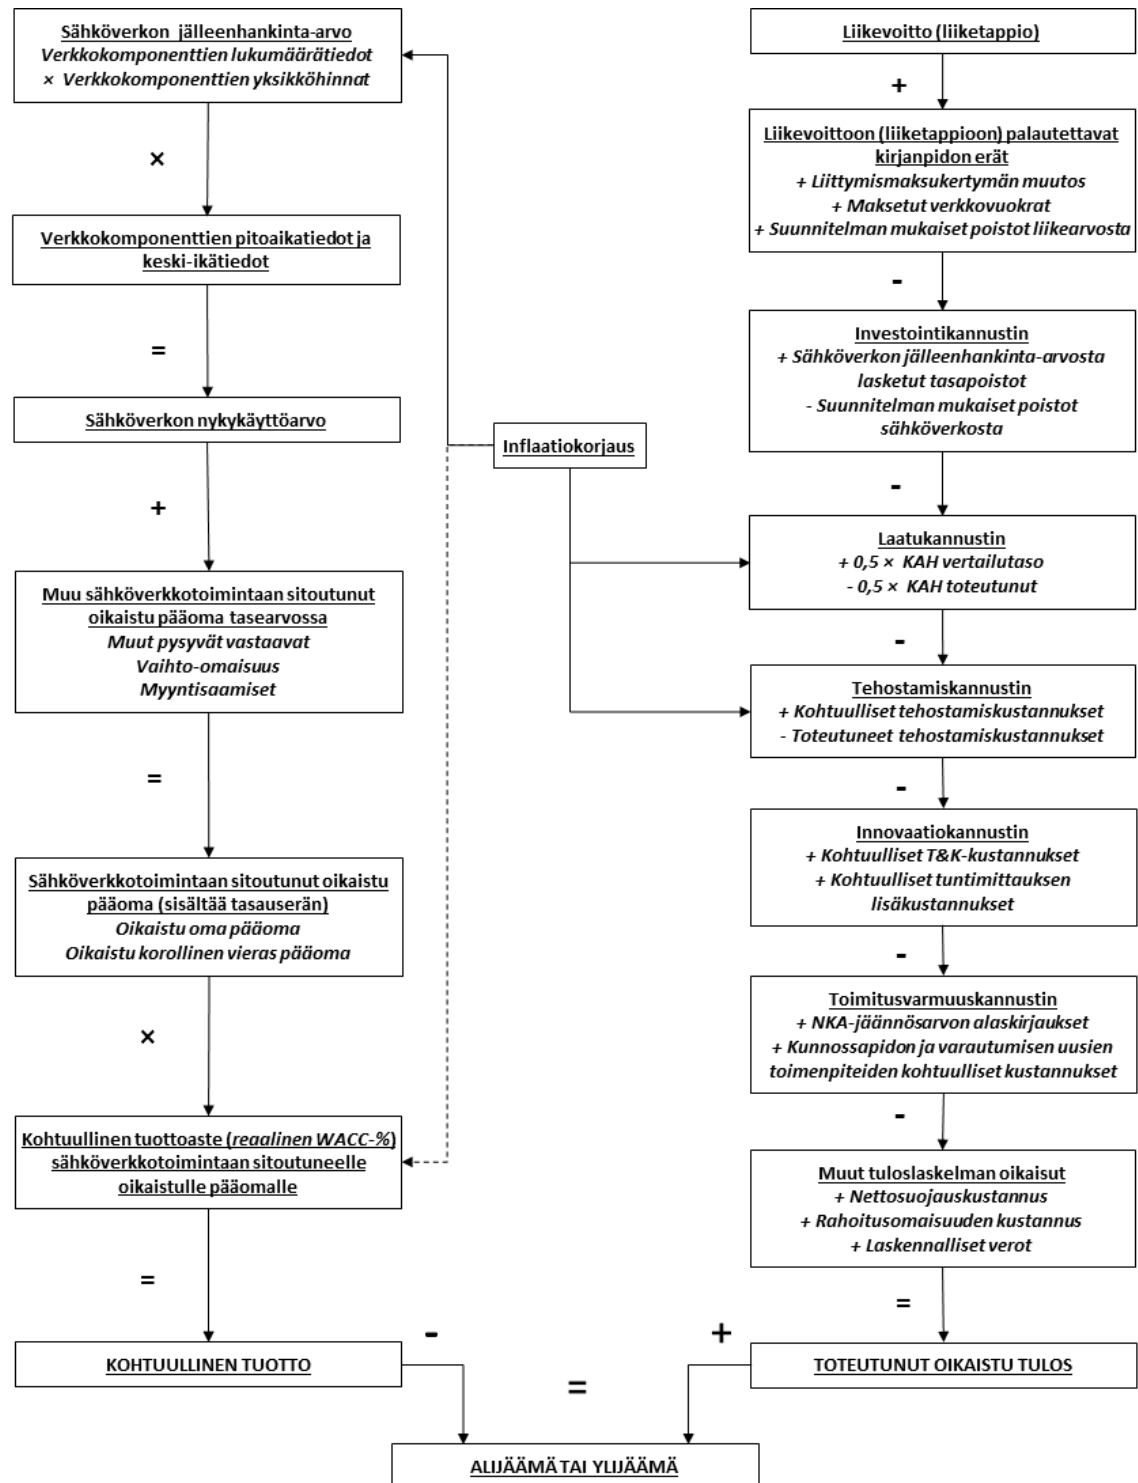 Sähköverkon jälleenhankinta-arvo
Verkkokomponenttien lukumäärätiedot
× Verkkokomponenttien yksikköhinnat
×
Verkkokomponenttien pitoaikatiedot ja
keski-ikätiedot
=
Sähköverkon nykykäyttöarvo
+
Muu sähköverkkotoimintaan sitoutunut
oikaistu pääoma tasearvossa
Muut pysyvät vastaavat
Vaihto-omaisuus
Myyntisaamiset
=
Sähköverkkotoimintaan sitoutunut oikaistu
pääoma (sisältää tasauserän)
Oikaistu oma pääoma
Oikaistu korollinen vieras pääoma
×
Kohtuullinen tuottoaste (reaalinen WACC-%)
sähköverkkotoimintaan sitoutuneelle
oikaistulle pääomalle
=
KOHTUULLINEN TUOTTO
-
Inflaatiokorjaus
Liikevoitto (liiketappio)
+
Liikevoittoon (liiketappioon) palautettavat
kirjanpidon erät
+ Liittymismaksukertymän muutos
+ Maksetut verkkovuokrat
+ Suunnitelman mukaiset poistot liikearvosta
-
Investointikannustin
+ Sähköverkon jälleenhankinta-arvosta
lasketut tasapoistot
- Suunnitelman mukaiset poistot
sähköverkosta
-
Laatukannustin
+ 0,5 × KAH vertailutaso
- 0,5 × KAH toteutunut
-
Tehostamiskannustin
+ Kohtuulliset tehostamiskustannukset
- Toteutuneet tehostamiskustannukset
-
Innovaatiokannustin
+ Kohtuulliset T&K-kustannukset
+ Kohtuulliset tuntimittauksen
lisäkustannukset
-
Toimitusvarmuuskannustin
+ NKA-jäännösarvon alaskirjaukset
+ Kunnossapidon ja varautumisen uusien
toimenpiteiden kohtuulliset kustannukset
-
Muut tuloslaskelman oikaisut
+ Nettosuojauskustannus
+ Rahoitusomaisuuden kustannus
+ Laskennalliset verot
=
TOTEUTUNUT OIKAISTU TULOS
+
=
ALIJÄÄMÄ TAI YLIJÄÄMÄ